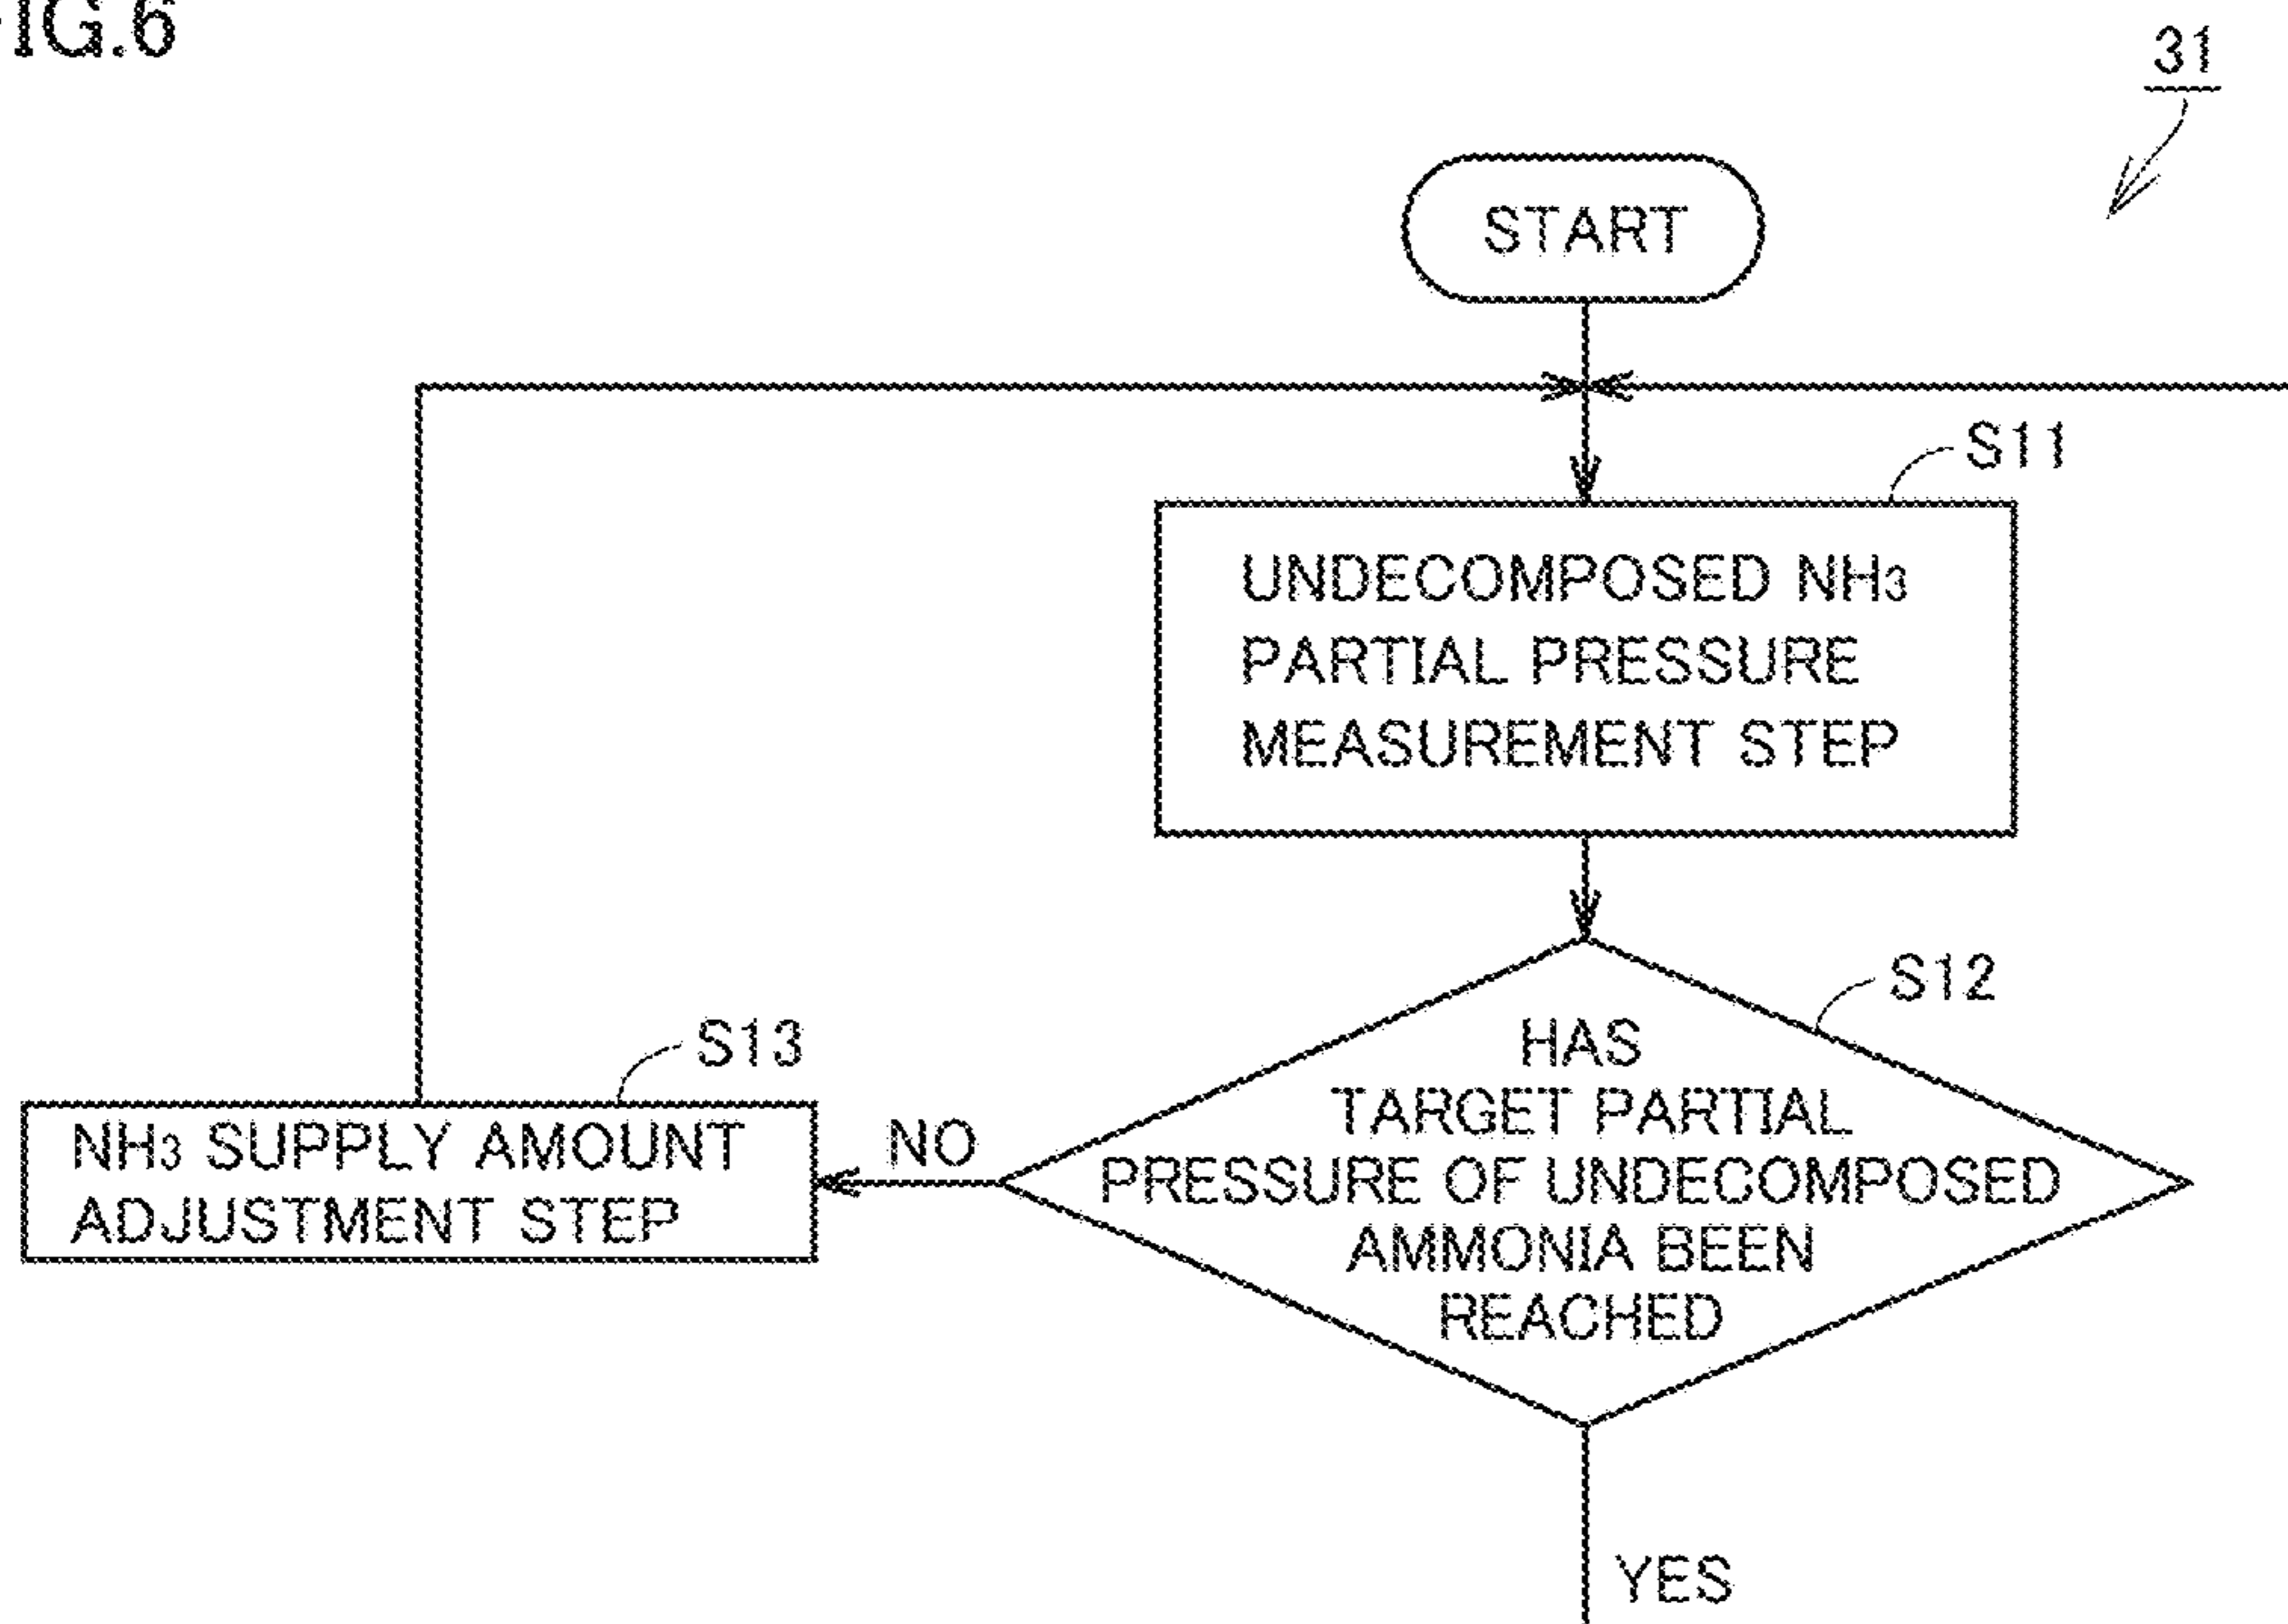 FIG.6
31
START
S11
UNDECOMPOSED NH₃
PARTIAL PRESSURE
MEASUREMENT STEP
S12
HAS
TARGET PARTIAL
PRESSURE OF UNDECOMPOSED
AMMONIA BEEN
REACHED
S13
NH₃ SUPPLY AMOUNT
ADJUSTMENT STEP
NO
YES